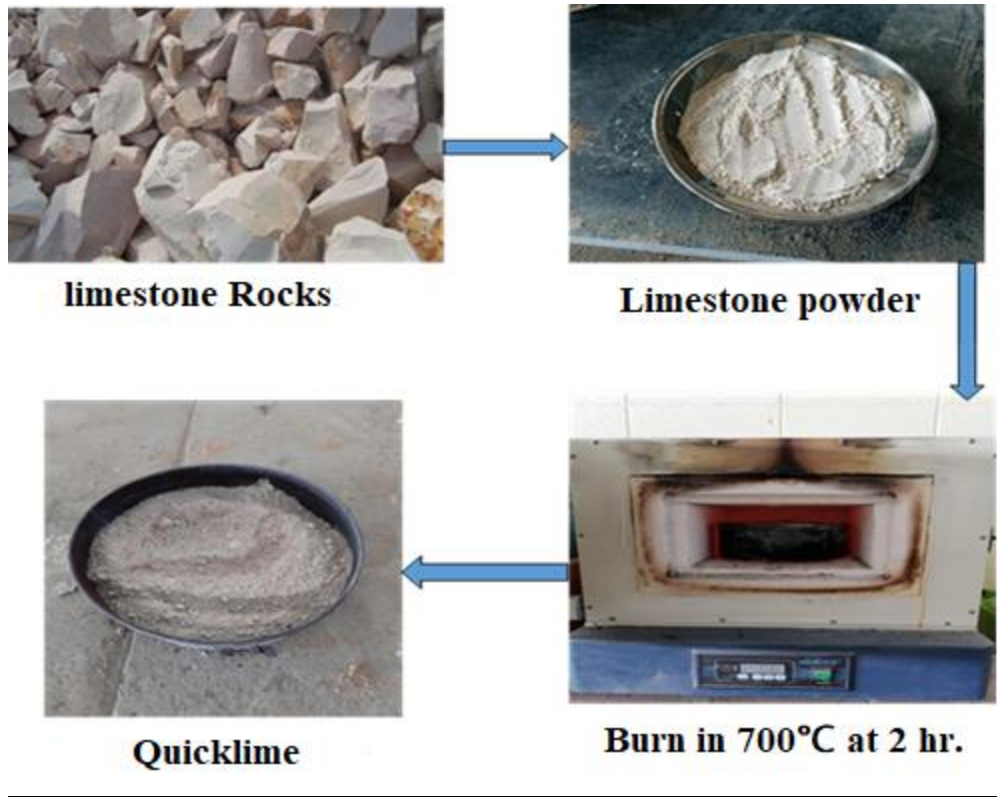 limestone Rocks
Limestone powder
Burn in 700℃ at 2 hr.
Quicklime